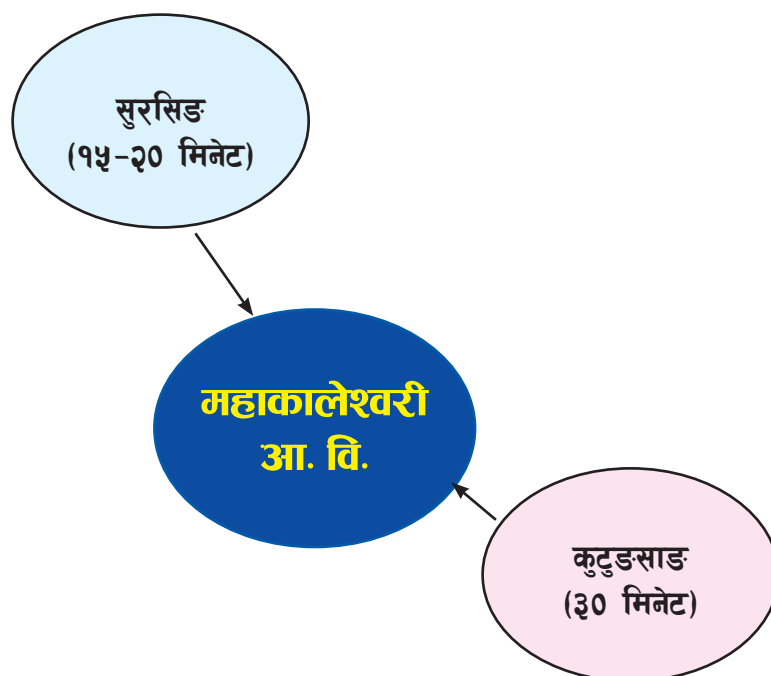 सुरसिङ
(१५-२० मिनेट)
महाकालेश्वरी
आ. वि.
कुटुङसाङ
(३० मिनेट)